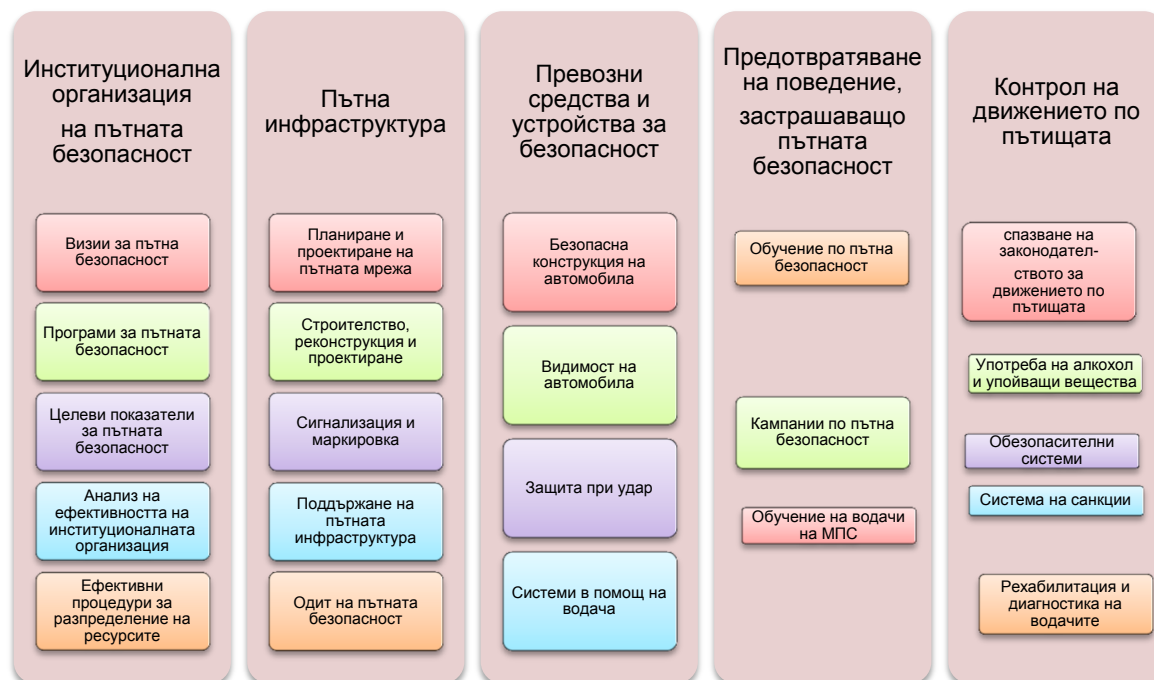 Институционална
организация
на пътната
безопасност
Визии за пътна
безопасност
Програми за пътната
безопасност
Целеви показатели
за пътната
безопасност
Анализ на
ефективността на
институционалната
организация
Ефективни
процедури за
разпределение на
ресурсите
Пътна
инфраструктура
Планиране и
проектиране на
пътната мрежа
Строителство,
реконструкция и
проектиране
Сигнализация и
маркировка
Поддържане на
пътната
инфраструктура
Одит на пътната
безопасност
Превозни
средства и
устройства за
безопасност
Безопасна
конструкция на
автомобила
Видимост на
автомобила
Защита при удар
Системи в помощ на
водача
Предотвратяване
на поведение,
застрашаващо
пътната
безопасност
Обучение по пътна
безопасност
Кампании по пътна
безопасност
Обучение на водачи
на МПС
Контрол на
движението по
пътищата
спазване на
законодател-
ството за
движението по
пътищата
Употреба на алкохол
и упойващи вещества
Обезопасителни
системи
Система на санкции
Рехабилитация и
диагностика на
водачите